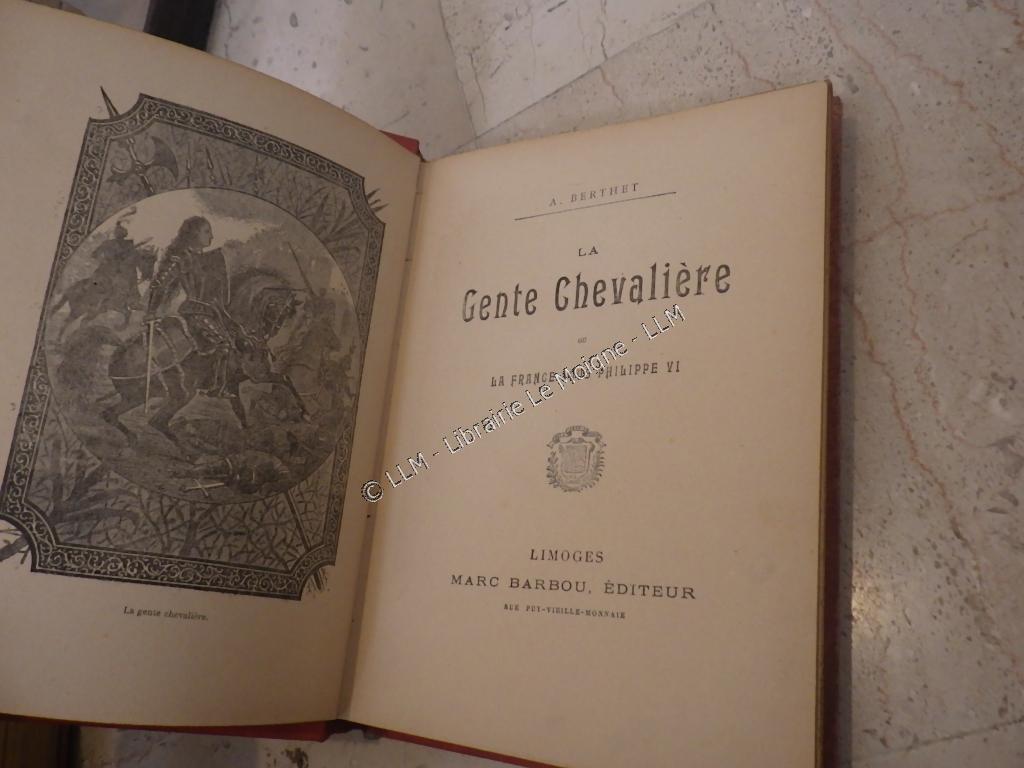 La gente chevalière.
A. BERTHET
LA
Gente Chevalière
OU
LA FRANCE PHILIPPE VI
LIMOGES
MARC BARBOU, ÉDITEUR
RUE PUY-VIEILLE-MONNAIE
© LLM - Librairie Le Moigne - LLM